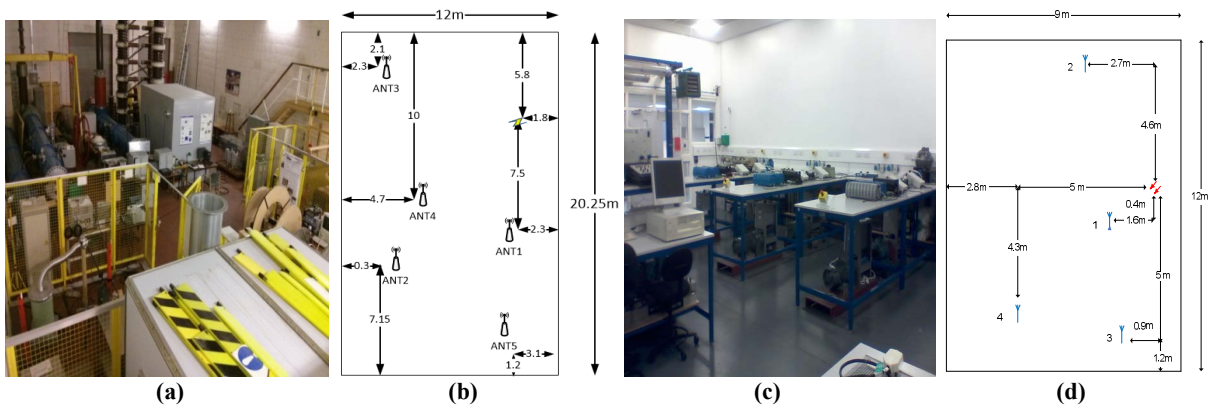 12m
2.1
2.3
ANT3
5.8
1.8
10
7.5
4.7
ANT4
20.25m
2.3
ANT1
0.3
ANT2
7.15
ANT5
3.1
1.2
9m
2
2.7m
4.6m
2.8m
5m
12m
0.4m
1
1.6m
4.3m
5m
4
0.9m
3
1.2m
(a)
(b)
(c)
(d)